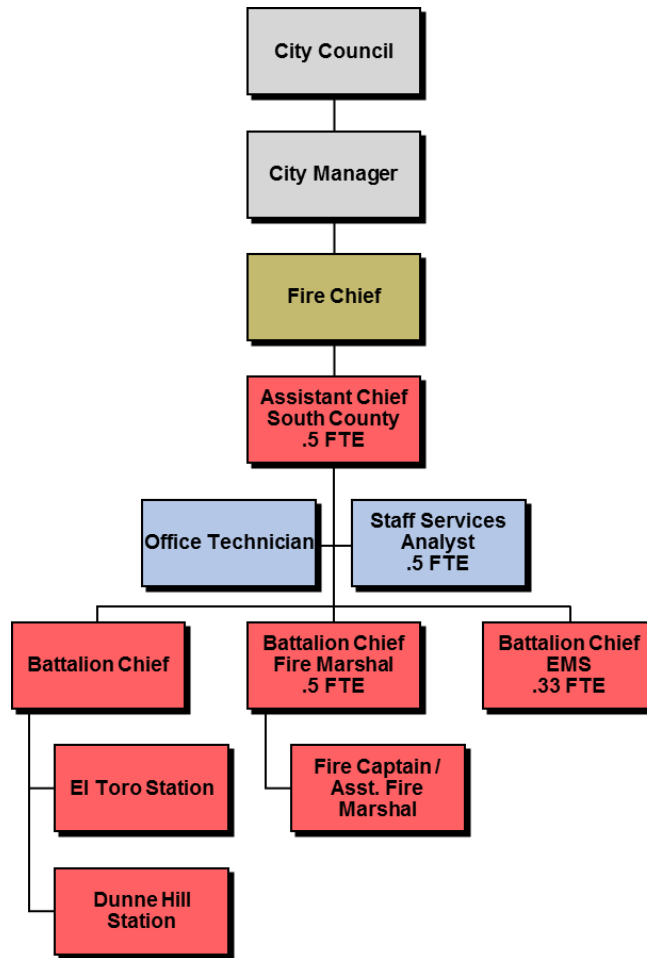 City Council
City Manager
Fire Chief
Assistant Chief
South County
.5 FTE
Office Technician
Staff Services
Analyst
.5 FTE
Battalion Chief
Battalion Chief
Fire Marshal
.5 FTE
Battalion Chief
EMS
.33 FTE
El Toro Station
Fire Captain /
Asst. Fire
Marshal
Dunne Hill
Station